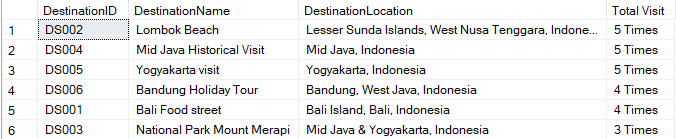 DestinationID DestinationName DestinationLocation Total Visit
1 DS002 Lombok Beach Lesser Sunda Islands, West Nusa Tenggara, Indone... 5 Times
2 DS004 Mid Java Historical Visit Mid Java, Indonesia 5 Times
3 DS005 Yogyakarta visit Yogyakarta, Indonesia 5 Times
4 DS006 Bandung Holiday Tour Bandung, West Java, Indonesia 4 Times
5 DS001 Bali Food street Bali Island, Bali, Indonesia 4 Times
6 DS003 National Park Mount Merapi Mid Java & Yogyakarta, Indonesia 3 Times